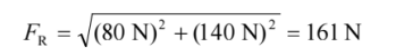 F_R = √((80 N)² + (140 N)²) = 161 N